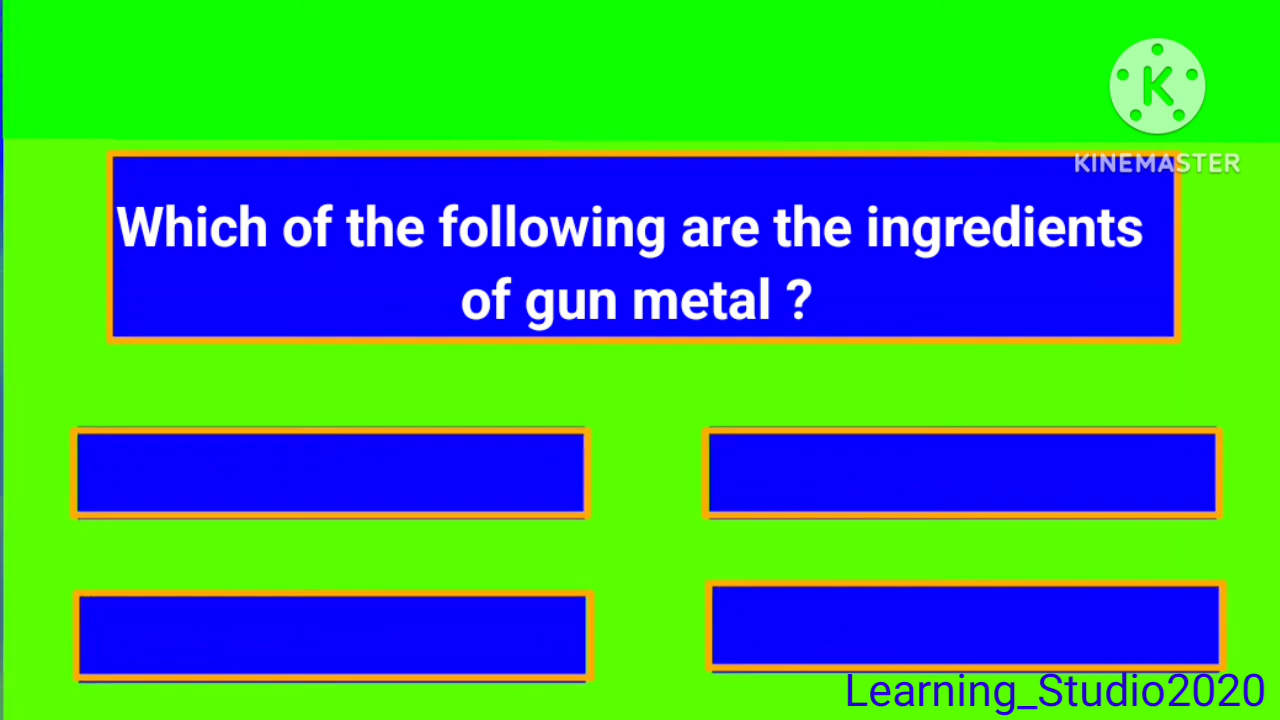 K
KINEMASTER
Which of the following are the ingredients
of gun metal ?
Learning_Studio2020